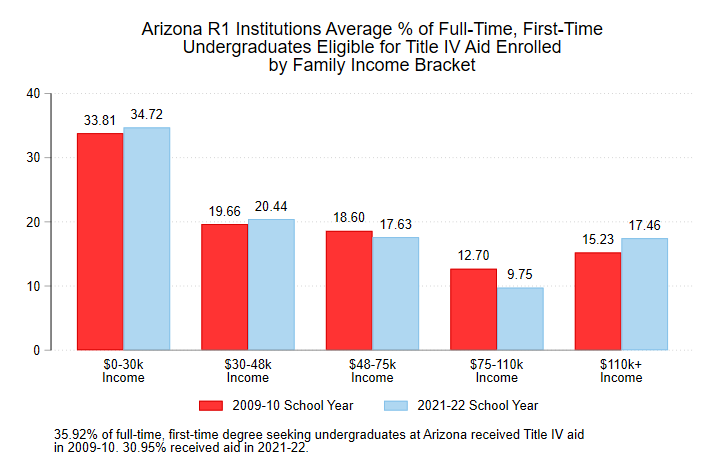 Arizona R1 Institutions Average % of Full-Time, First-Time
Undergraduates Eligible for Title IV Aid Enrolled
by Family Income Bracket
40
30
20
10
0
33.81
34.72
19.66
20.44
18.60
17.63
12.70
9.75
15.23
17.46
$0-30k
Income
$30-48k
Income
$48-75k
Income
$75-110k
Income
$110k+
Income
2009-10 School Year
2021-22 School Year
35.92% of full-time, first-time degree seeking undergraduates at Arizona received Title IV aid
in 2009-10. 30.95% received aid in 2021-22.